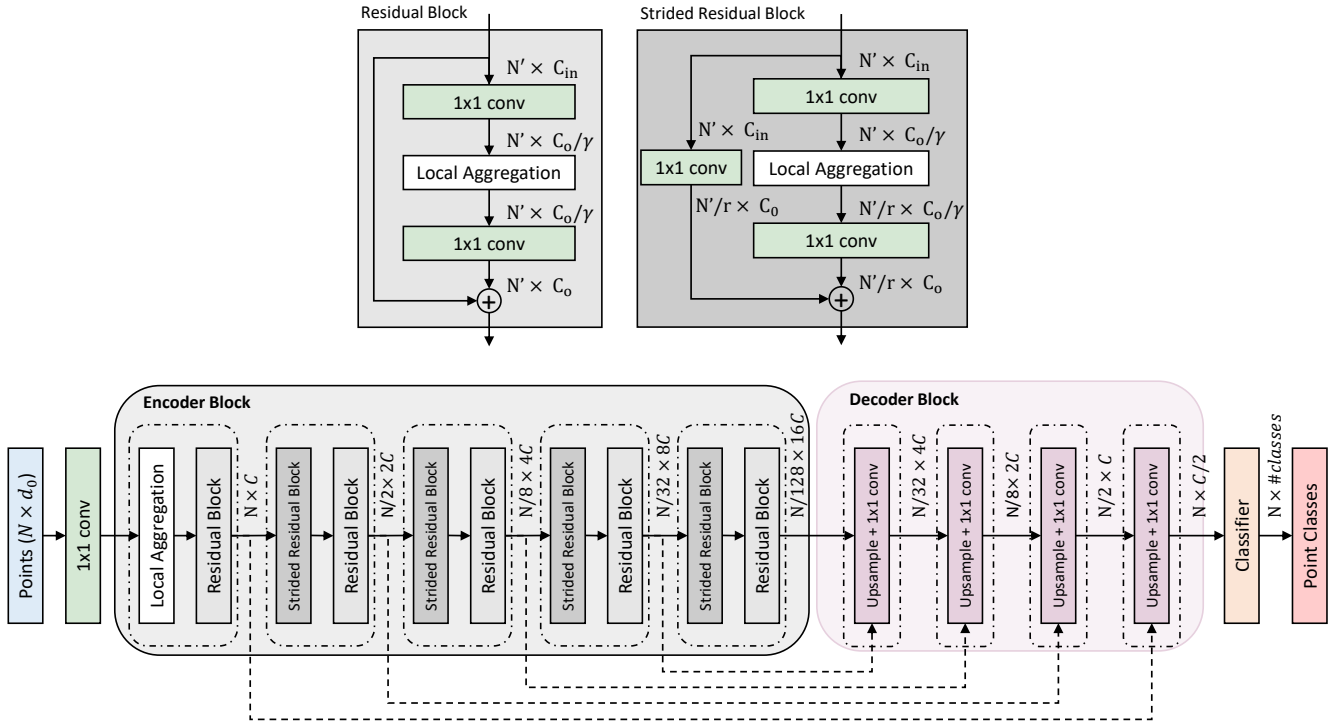 Residual Block
N' × C_in
1x1 conv
N' × C_o/γ
Local Aggregation
N' × C_o/γ
1x1 conv
N' × C_o
+
Strided Residual Block
N' × C_in
1x1 conv
N' × C_in
N' × C_o/γ
1x1 conv
Local Aggregation
N'/r × C_0
N'/r × C_o/γ
1x1 conv
N'/r × C_o
+
Encoder Block
Decoder Block
Points (N × d_0)
1x1 conv
Local Aggregation
Residual Block
N × C
Strided Residual Block
Residual Block
N/2 × 2C
Strided Residual Block
Residual Block
N/8 × 4C
Strided Residual Block
Residual Block
N/32 × 8C
Strided Residual Block
Residual Block
N/128 × 16C
Upsample + 1x1 conv
N/32 × 4C
Upsample + 1x1 conv
N/8 × 2C
Upsample + 1x1 conv
N/2 × C
Upsample + 1x1 conv
N × C/2
Classifier
N × #classes
Point Classes